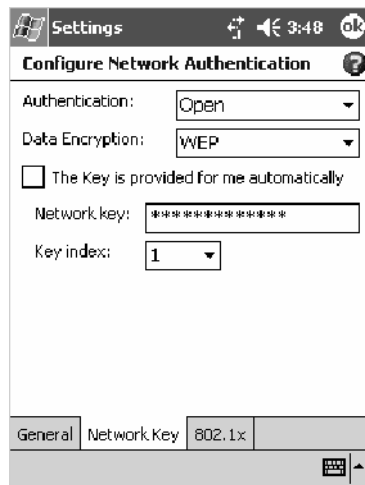 Settings 3:48 ok
Configure Network Authentication ?
Authentication: Open
Data Encryption: WEP
The Key is provided for me automatically
Network key: *************
Key index: 1
General Network Key 802.1x